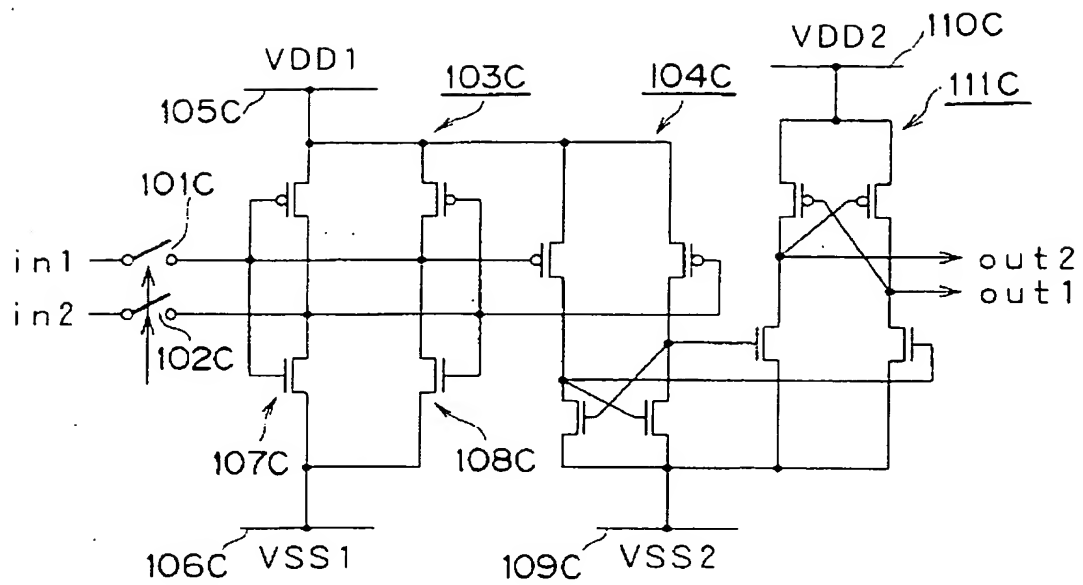 110C
VDD1
VDD2
103C
104C
111C
105C
101C
in1
out2
out1
in2
102C
107C
108C
106C
VSS1
109C
VSS2